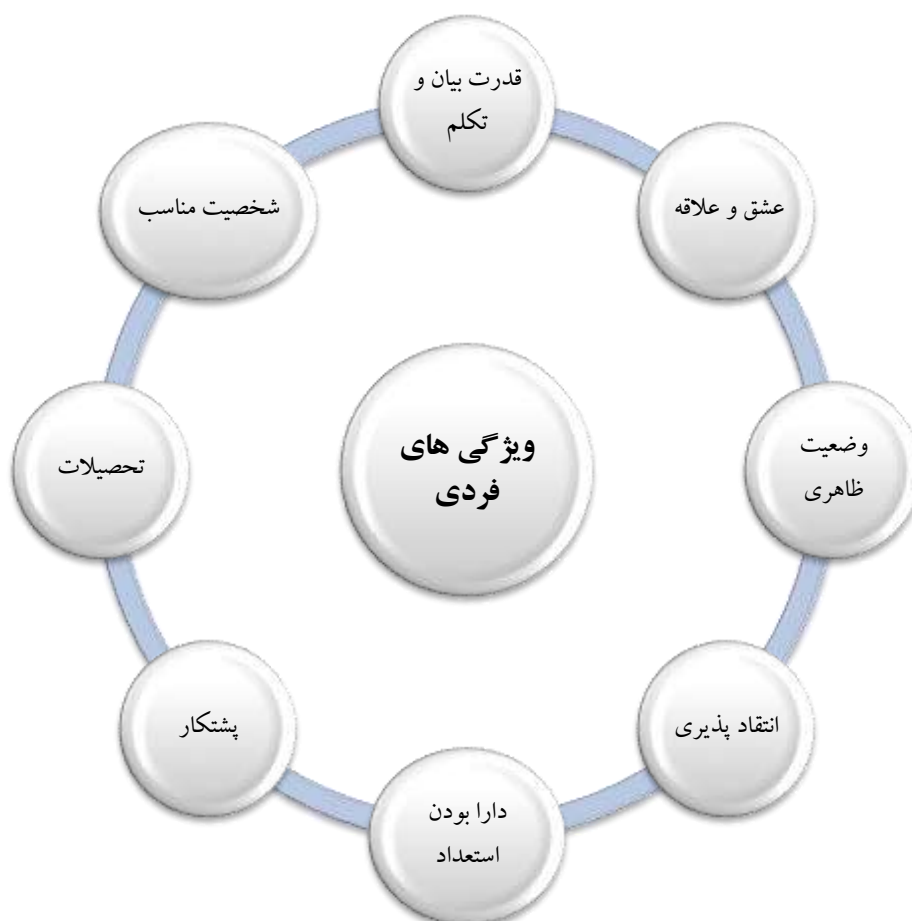 قدرت بیان و
تکلم
عشق و علاقه
وضعیت
ظاهری
انتقاد پذیری
دارا بودن
استعداد
پشتکار
تحصیلات
شخصیت مناسب
ویژگی های
فردی